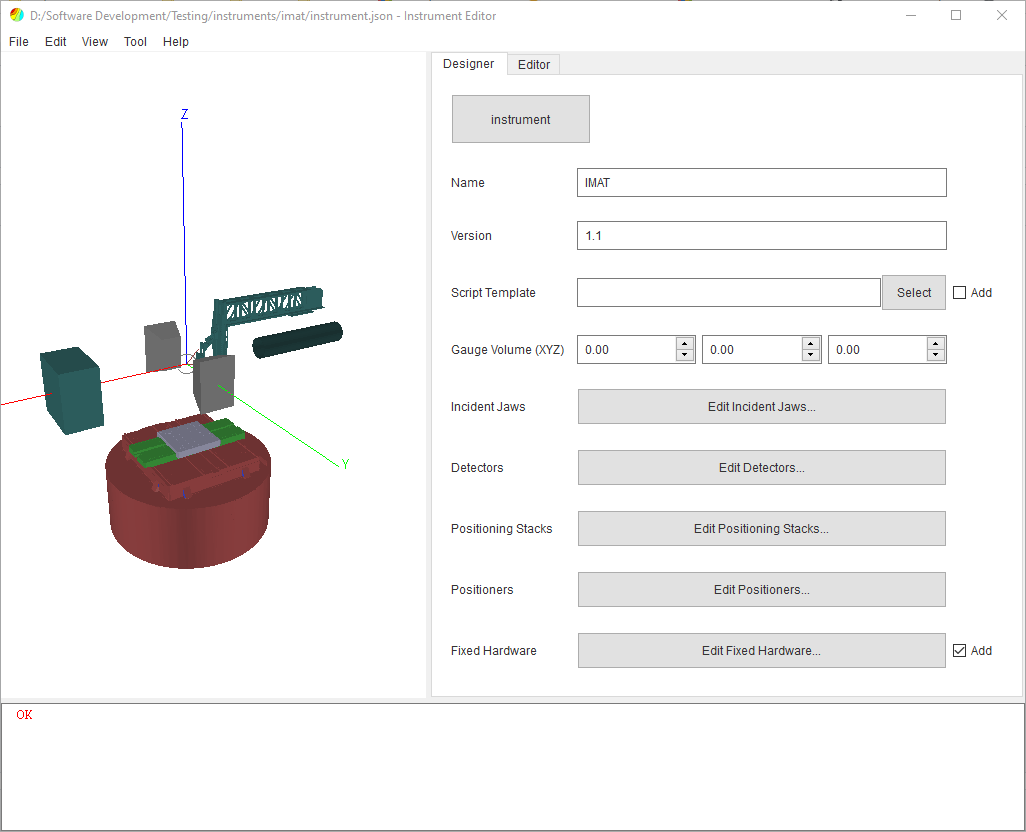 D:/Software Development/Testing/instruments/imat/instrument.json - Instrument Editor
File Edit View Tool Help
Designer Editor
instrument
Name IMAT
Version 1.1
Script Template Select Add
Gauge Volume (XYZ) 0.00 0.00 0.00
Incident Jaws Edit Incident Jaws...
Detectors Edit Detectors...
Positioning Stacks Edit Positioning Stacks...
Positioners Edit Positioners...
Fixed Hardware Edit Fixed Hardware... Add
Z
Y
OK